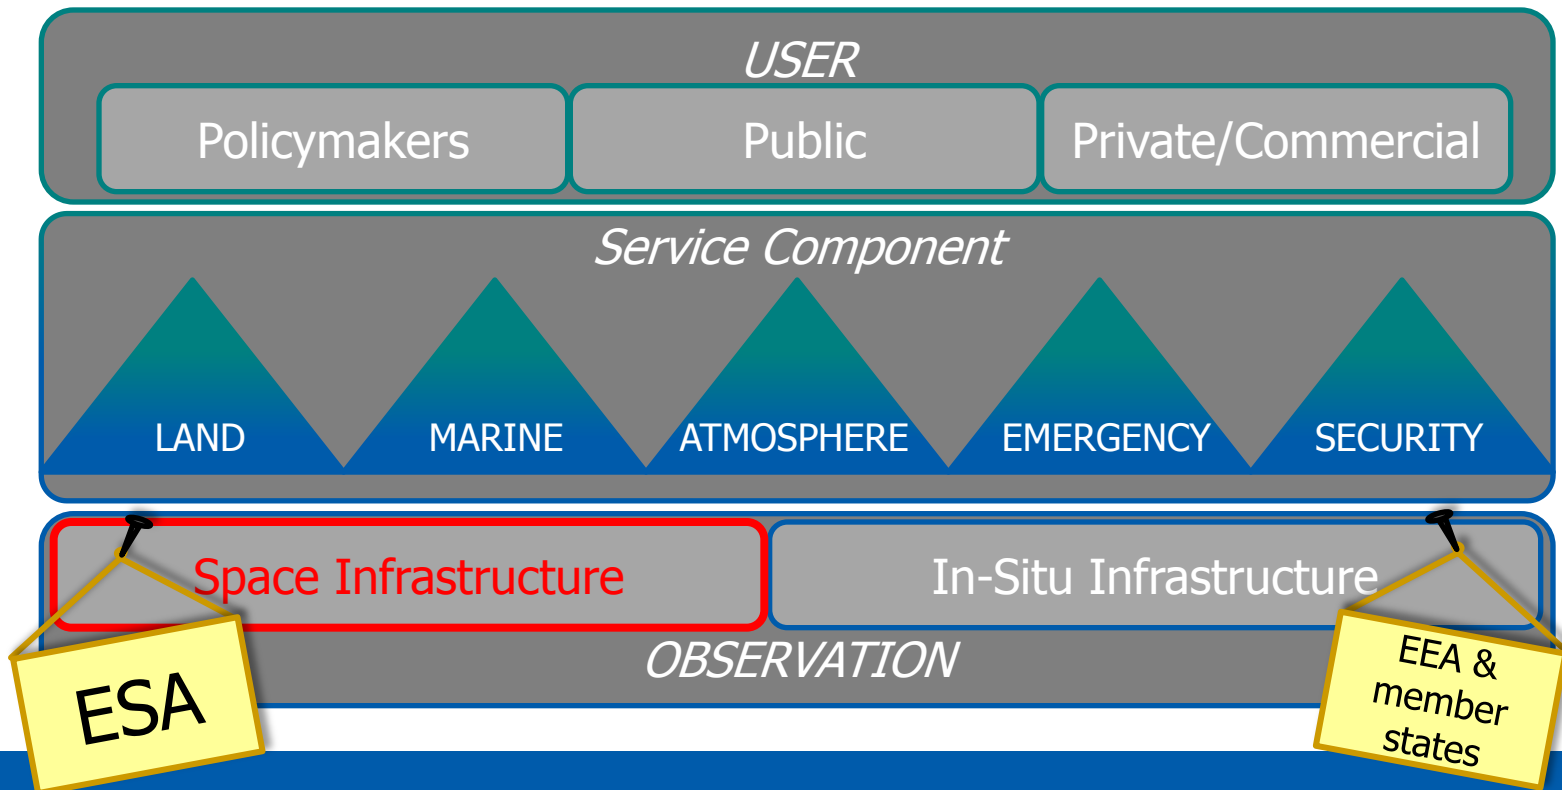 USER
Policymakers
Public
Private/Commercial
Service Component
LAND
MARINE
ATMOSPHERE
EMERGENCY
SECURITY
Space Infrastructure
In-Situ Infrastructure
OBSERVATION
ESA
EEA &
member
states